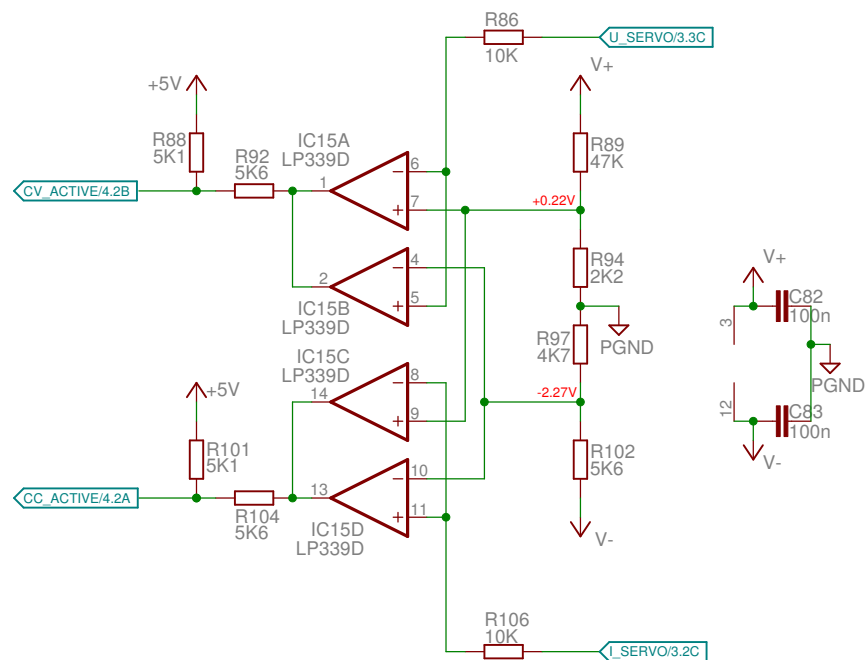 R86
10K
U_SERVO/3.3C
V+
+5V
R88
5K1
R92
5K6
IC15A
LP339D
R89
47K
CV_ACTIVE/4.2B
1
6
7
+0.22V
2
4
5
IC15B
LP339D
R94
2K2
PGND
R97
4K7
V+
C82
100n
3
PGND
12
C83
100n
V-
IC15C
LP339D
+5V
14
8
9
-2.27V
R101
5K1
R102
5K6
CC_ACTIVE/4.2A
R104
5K6
13
10
11
IC15D
LP339D
V-
R106
10K
I_SERVO/3.2C